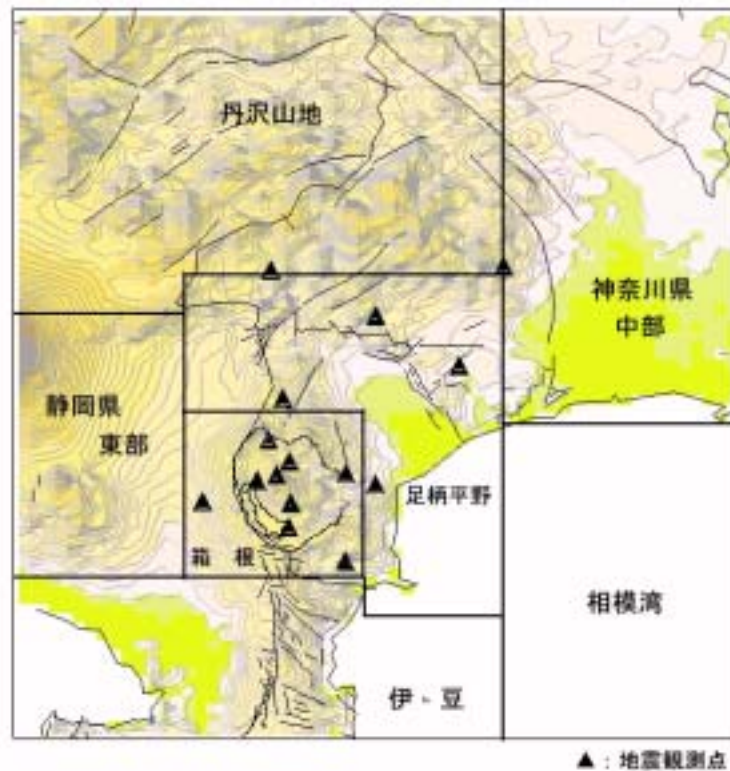 丹沢山地
神奈川県
中部
静岡県
東部
足柄平野
箱 根
相模湾
伊 豆
▲:地震観測点